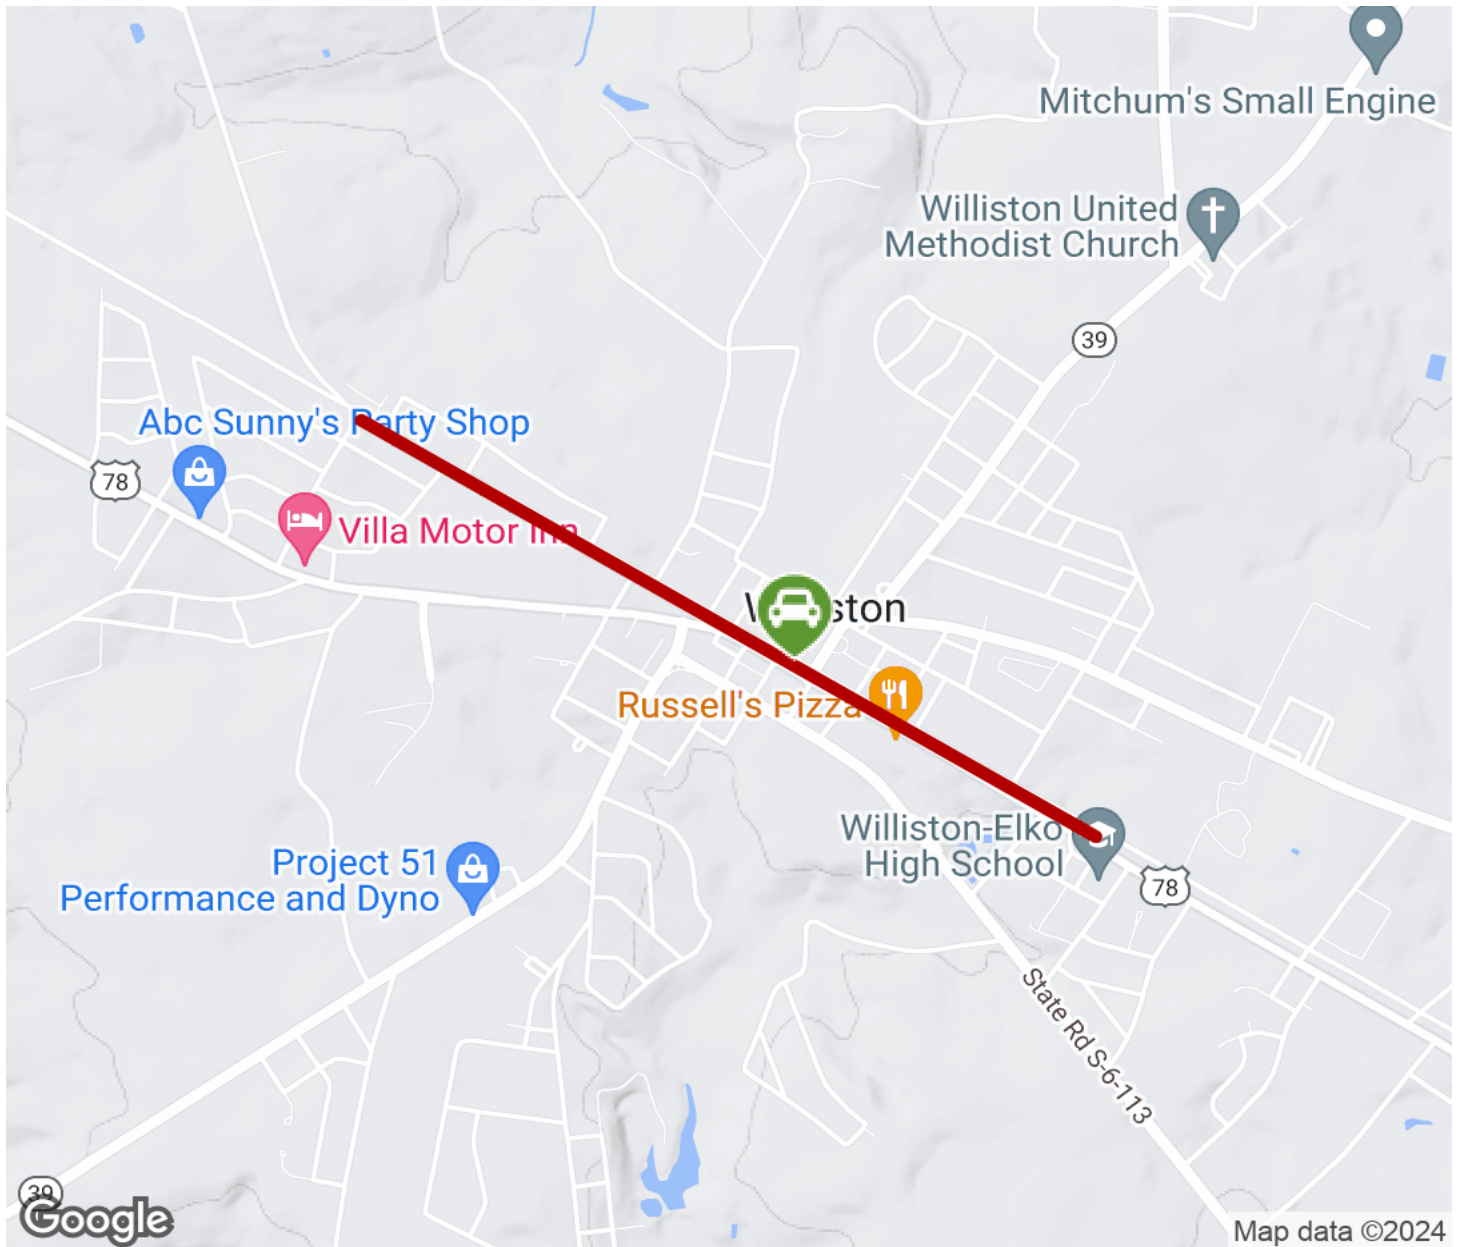 Mitchum's Small Engine
Williston United
Methodist Church
39
Abc Sunny's Party Shop
78
Villa Motor Inn
Williston
Russell's Pizza
Williston-Elko
High School
Project 51
Performance and Dyno
78
State Rd S-6-113
39
Google
Map data ©2024